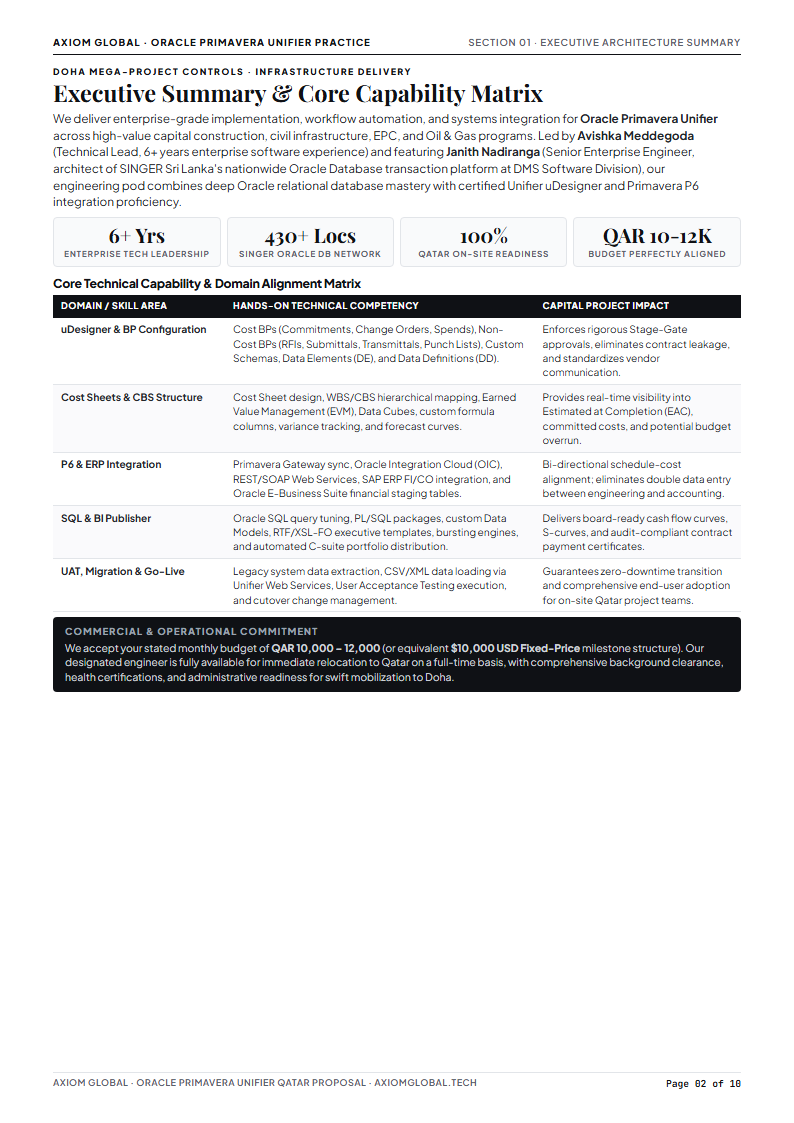 AXIOM GLOBAL · ORACLE PRIMAVERA UNIFIER PRACTICE
SECTION 01 · EXECUTIVE ARCHITECTURE SUMMARY
DOHA MEGA-PROJECT CONTROLS · INFRASTRUCTURE DELIVERY
Executive Summary & Core Capability Matrix
We deliver enterprise-grade implementation, workflow automation, and systems integration for Oracle Primavera Unifier
across high-value capital construction, civil infrastructure, EPC, and Oil & Gas programs. Led by Avishka Meddegoda
(Technical Lead, 6+ years enterprise software experience) and featuring Janith Nadiranga (Senior Enterprise Engineer,
architect of SINGER Sri Lanka's nationwide Oracle Database transaction platform at DMS Software Division), our
engineering pod combines deep Oracle relational database mastery with certified Unifier uDesigner and Primavera P6
integration proficiency.
6+ Yrs
ENTERPRISE TECH LEADERSHIP
430+ Locs
SINGER ORACLE DB NETWORK
100%
QATAR ON-SITE READINESS
QAR 10-12K
BUDGET PERFECTLY ALIGNED
Core Technical Capability & Domain Alignment Matrix
DOMAIN / SKILL AREA
HANDS-ON TECHNICAL COMPETENCY
CAPITAL PROJECT IMPACT
uDesigner & BP Configuration
Cost BPs (Commitments, Change Orders, Spends), Non-
Cost BPs (RFIs, Submittals, Transmittals, Punch Lists), Custom
Schemas, Data Elements (DE), and Data Definitions (DD).
Enforces rigorous Stage-Gate
approvals, eliminates contract leakage,
and standardizes vendor
communication.
Cost Sheets & CBS Structure
Cost Sheet design, WBS/CBS hierarchical mapping, Earned
Value Management (EVM), Data Cubes, custom formula
columns, variance tracking, and forecast curves.
Provides real-time visibility into
Estimated at Completion (EAC),
committed costs, and potential budget
overrun.
P6 & ERP Integration
Primavera Gateway sync, Oracle Integration Cloud (OIC),
REST/SOAP Web Services, SAP ERP FI/CO integration, and
Oracle E-Business Suite financial staging tables.
Bi-directional schedule-cost
alignment; eliminates double data entry
between engineering and accounting.
SQL & BI Publisher
Oracle SQL query tuning, PL/SQL packages, custom Data
Models, RTF/XSL-FO executive templates, bursting engines,
and automated C-suite portfolio distribution.
Delivers board-ready cash flow curves,
S-curves, and audit-compliant contract
payment certificates.
UAT, Migration & Go-Live
Legacy system data extraction, CSV/XML data loading via
Unifier Web Services, User Acceptance Testing execution,
and cutover change management.
Guarantees zero-downtime transition
and comprehensive end-user adoption
for on-site Qatar project teams.
COMMERCIAL & OPERATIONAL COMMITMENT
We accept your stated monthly budget of QAR 10,000 – 12,000 (or equivalent $10,000 USD Fixed-Price milestone structure). Our
designated engineer is fully available for immediate relocation to Qatar on a full-time basis, with comprehensive background clearance,
health certifications, and administrative readiness for swift mobilization to Doha.
AXIOM GLOBAL · ORACLE PRIMAVERA UNIFIER QATAR PROPOSAL · AXIOMGLOBAL.TECH
Page 02 of 10